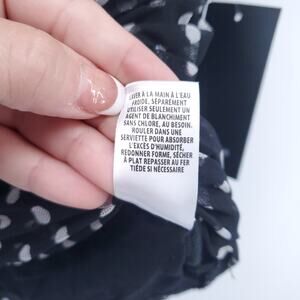 LAVER À LA MAIN À L'EAU
FROIDE, SÉPARÉMENT
UTILISER SEULEMENT UN
AGENT DE BLANCHIMENT
SANS CHLORE, AU BESOIN.
ROULER DANS UNE
SERVIETTE POUR ABSORBER
L'EXCÈS D'HUMIDITÉ,
REDONNER FORME, SÉCHER
À PLAT REPASSER AU FER
TIÈDE SI NÉCESSAIRE